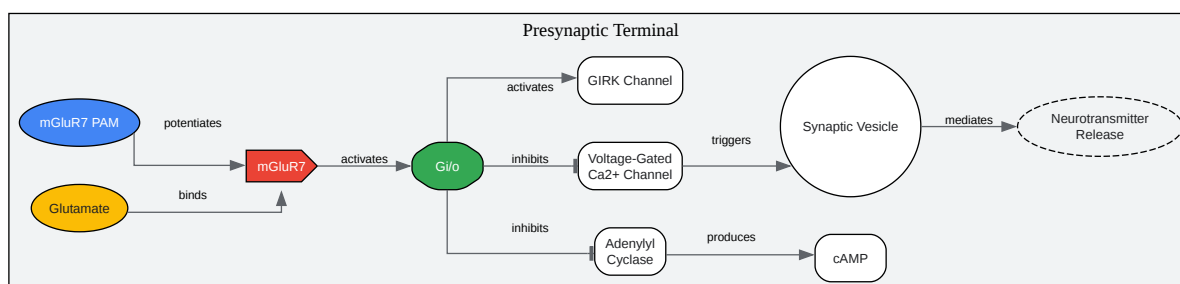 Presynaptic Terminal
GIRK Channel
activates
mGluR7 PAM
potentiates
Synaptic Vesicle
mediates
Neurotransmitter
Release
triggers
mGluR7
activates
Gi/o
inhibits
Voltage-Gated
Ca2+ Channel
Glutamate
binds
inhibits
Adenylyl
Cyclase
produces
cAMP